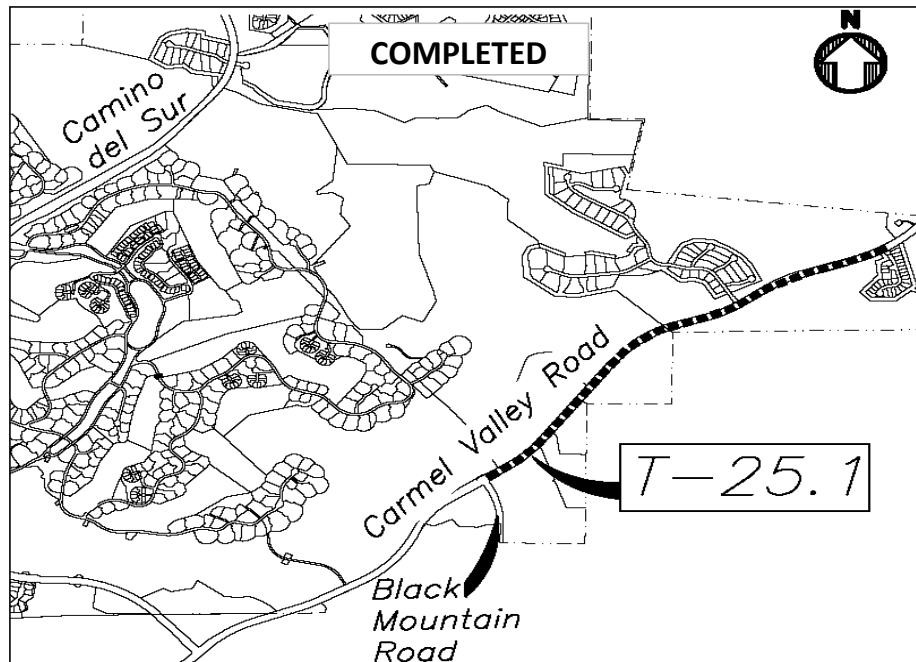 COMPLETED
N
Camino
del Sur
Carmel Valley Road
T-25.1
Black
Mountain
Road